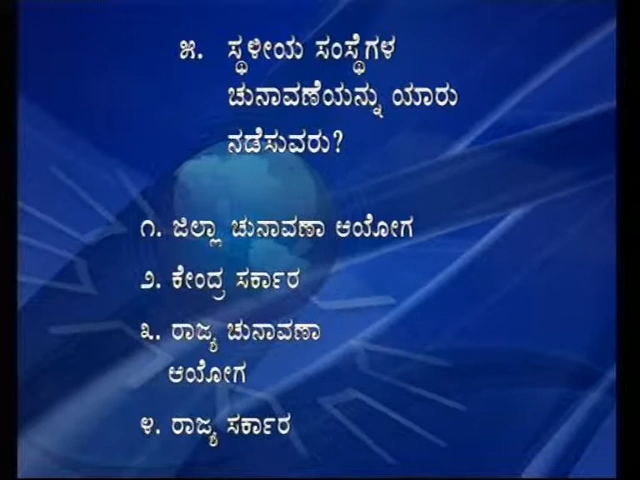 ೫. ಸ್ಥಳೀಯ ಸಂಸ್ಥೆಗಳ
ಚುನಾವಣೆಯನ್ನು ಯಾರು
ನಡೆಸುವರು?
೧. ಜಿಲ್ಲಾ ಚುನಾವಣಾ ಆಯೋಗ
೨. ಕೇಂದ್ರ ಸರ್ಕಾರ
೩. ರಾಜ್ಯ ಚುನಾವಣಾ
ಆಯೋಗ
೪. ರಾಜ್ಯ ಸರ್ಕಾರ